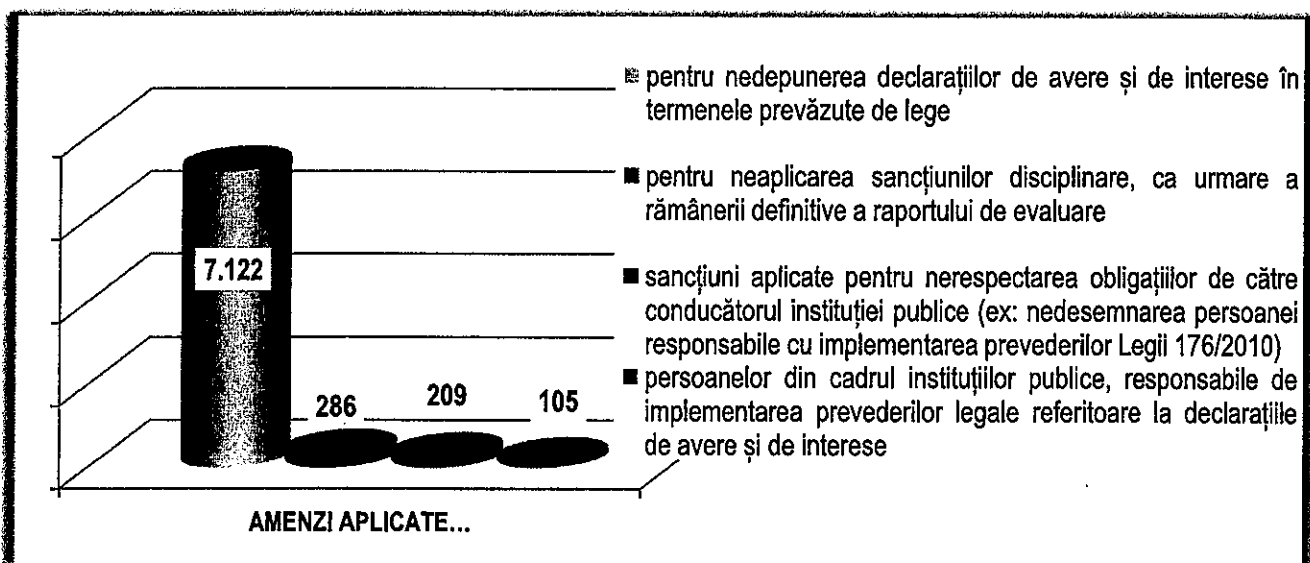 pentru nedepunerea declarațiilor de avere și de interese în
termenele prevăzute de lege
pentru neaplicarea sancțiunilor disciplinare, ca urmare a
rămânerii definitive a raportului de evaluare
sancțiuni aplicate pentru nerespectarea obligațiilor de către
conducătorul instituției publice (ex: nedesemnarea persoanei
responsabile cu implementarea prevederilor Legii 176/2010)
persoanelor din cadrul instituțiilor publice, responsabile de
implementarea prevederilor legale referitoare la declarațiile
de avere și de interese
7.122
286
209
105
AMENZI APLICATE...